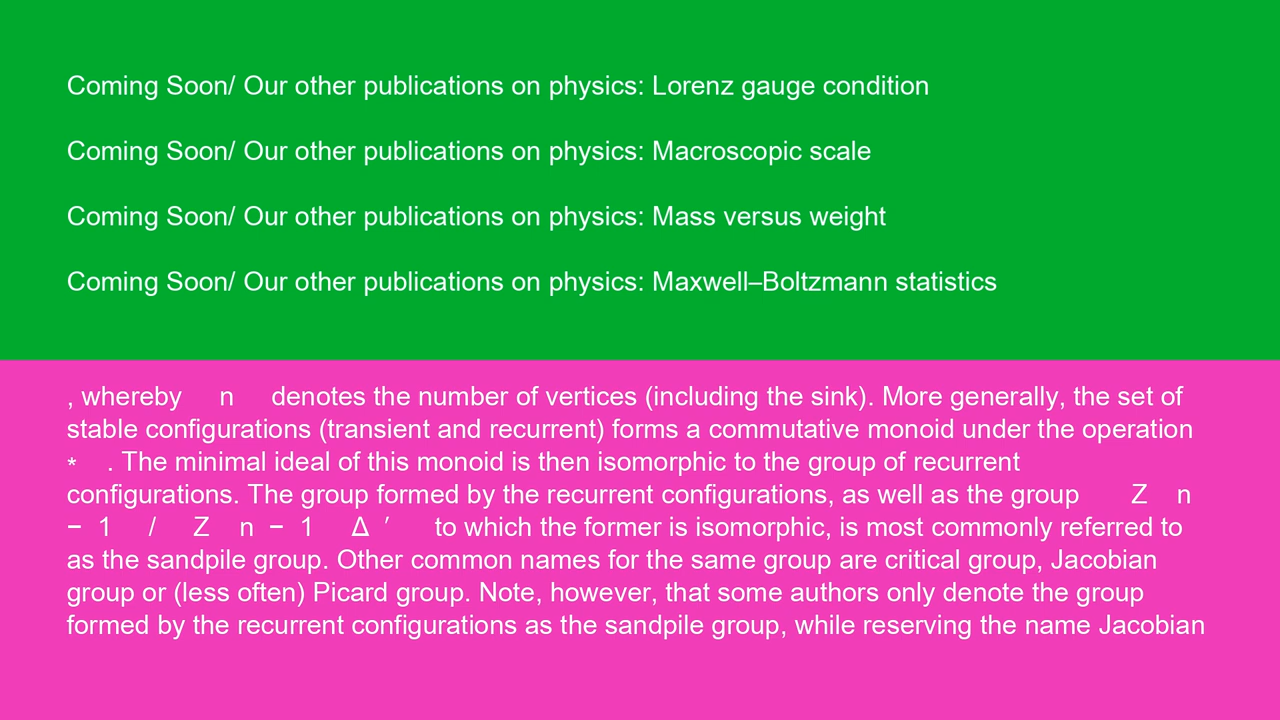 Coming Soon/ Our other publications on physics: Lorenz gauge condition
Coming Soon/ Our other publications on physics: Macroscopic scale
Coming Soon/ Our other publications on physics: Mass versus weight
Coming Soon/ Our other publications on physics: Maxwell–Boltzmann statistics
, whereby n denotes the number of vertices (including the sink). More generally, the set of
stable configurations (transient and recurrent) forms a commutative monoid under the operation
* . The minimal ideal of this monoid is then isomorphic to the group of recurrent
configurations. The group formed by the recurrent configurations, as well as the group Z n
− 1 / Z n − 1 Δ ′ to which the former is isomorphic, is most commonly referred to
as the sandpile group. Other common names for the same group are critical group, Jacobian
group or (less often) Picard group. Note, however, that some authors only denote the group
formed by the recurrent configurations as the sandpile group, while reserving the name Jacobian